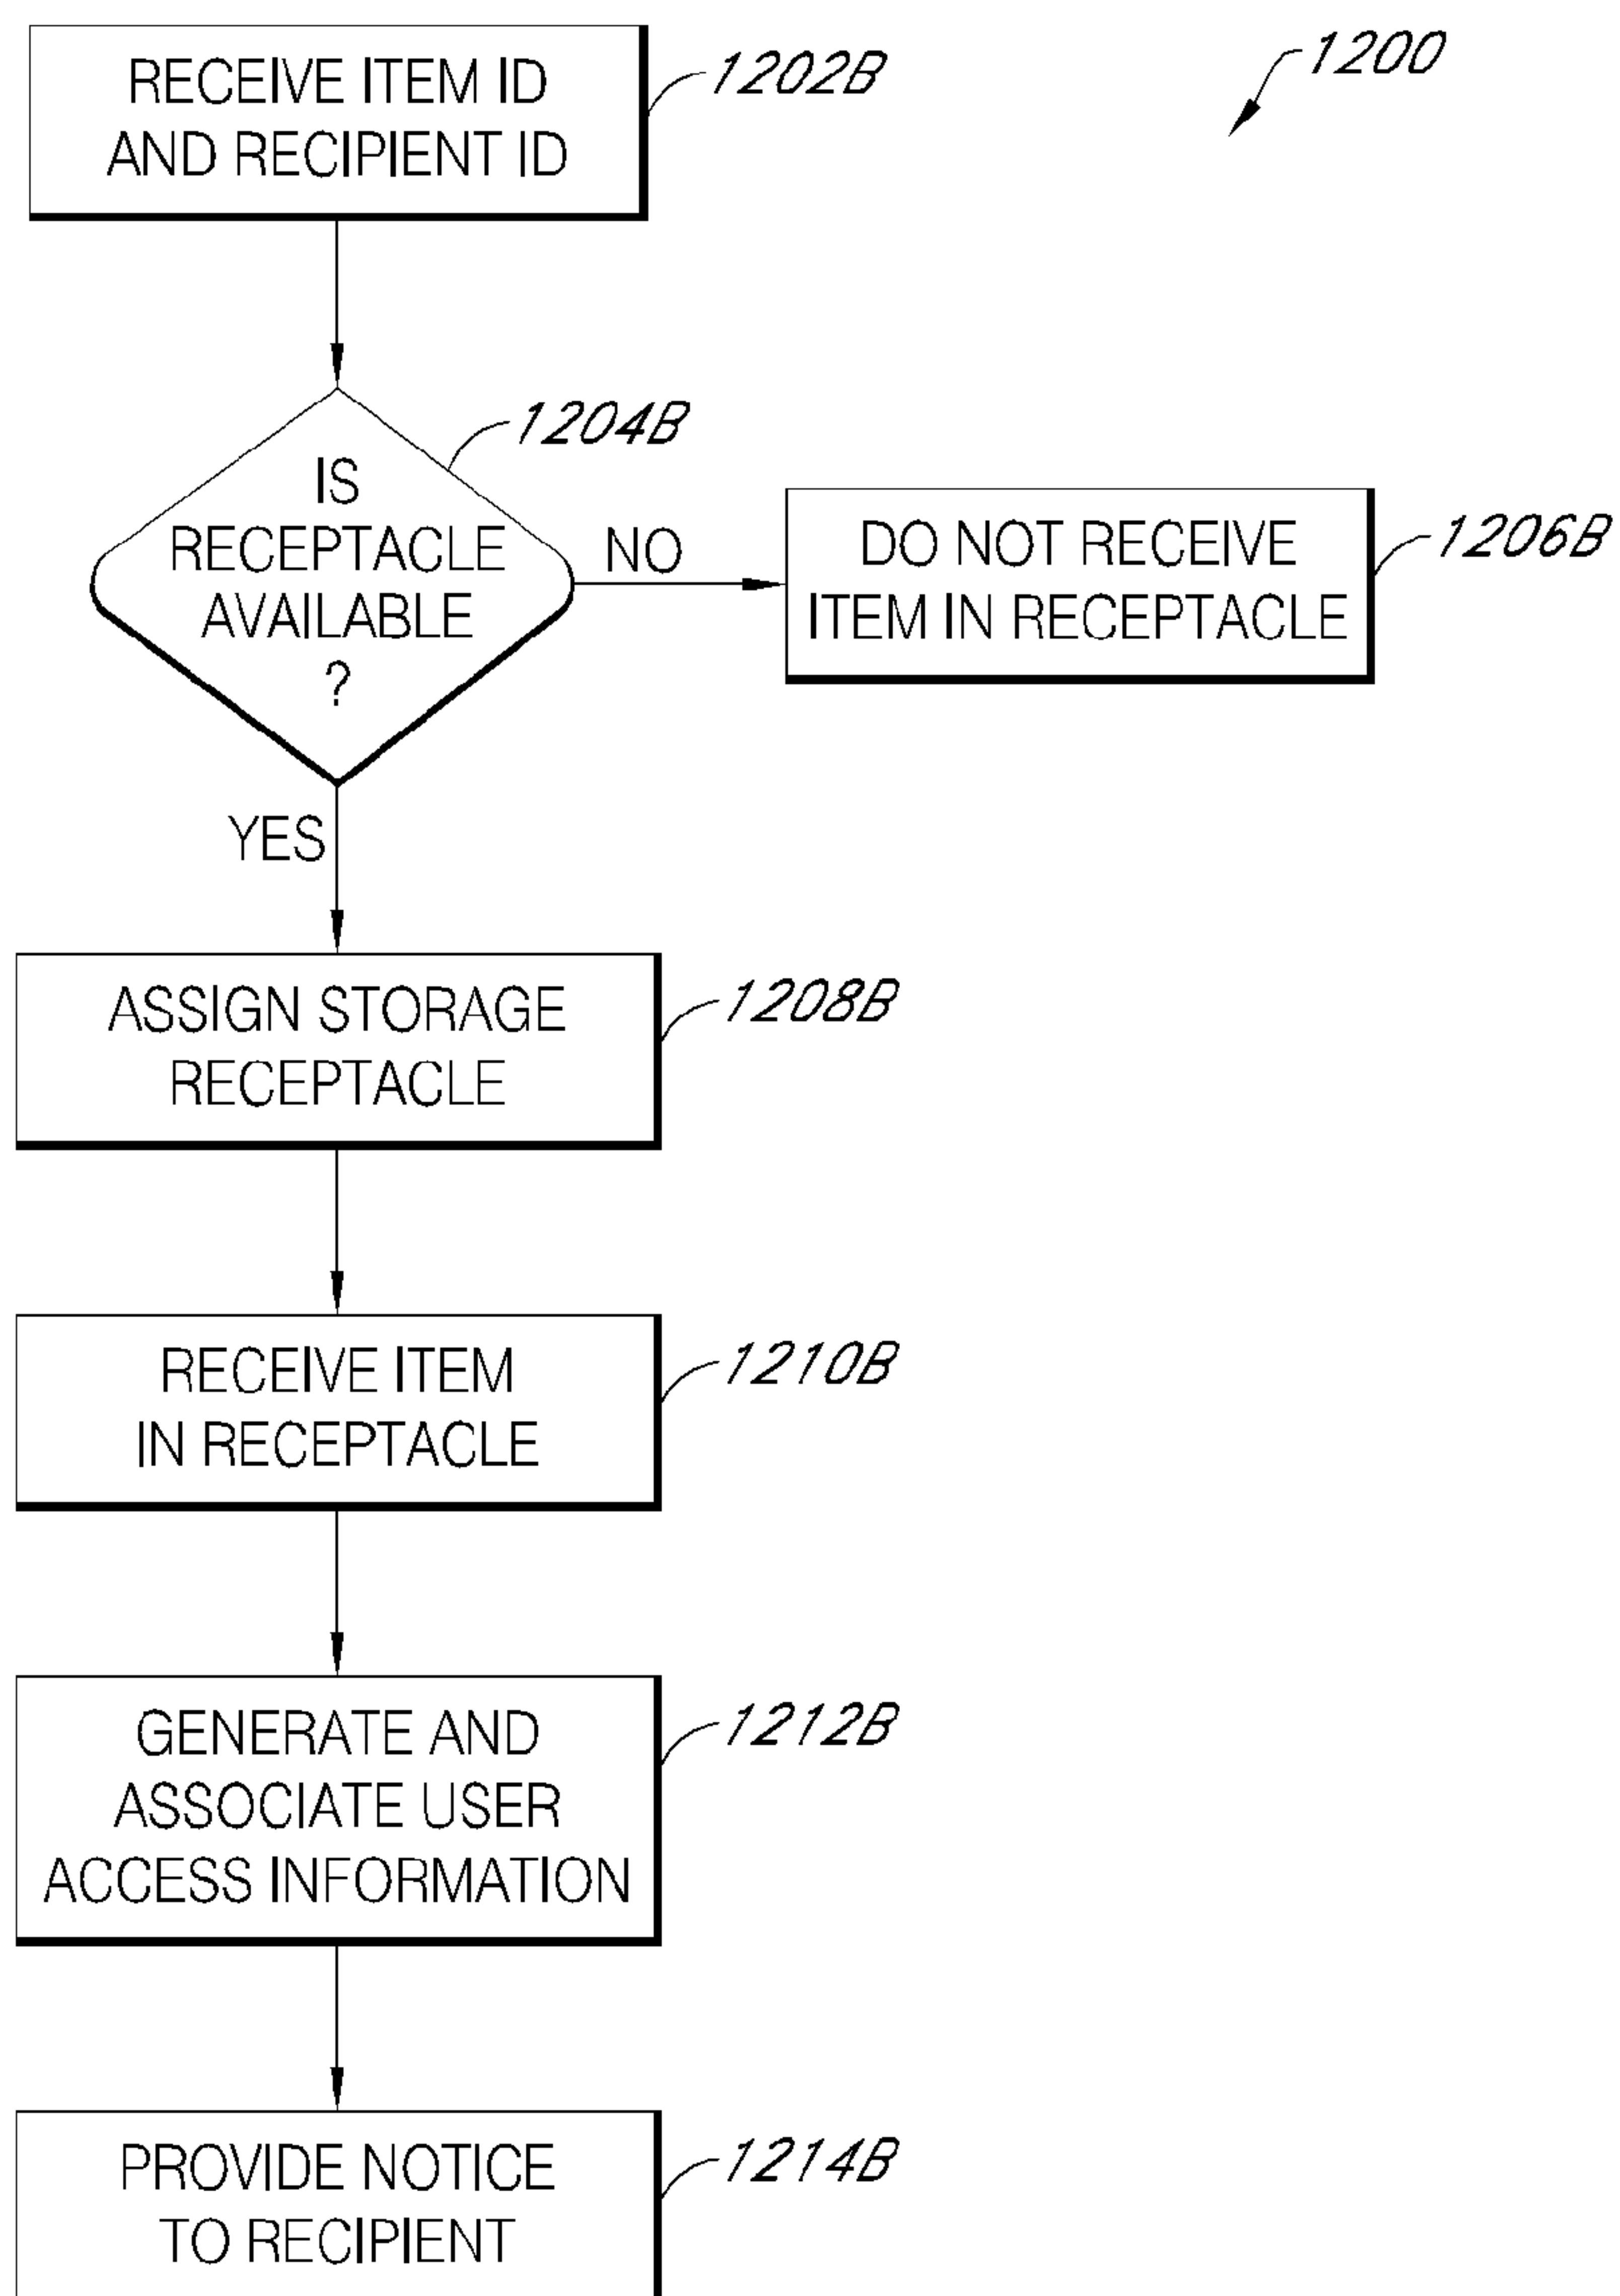 RECEIVE ITEM ID
AND RECIPIENT ID
1202B
1200
IS
RECEPTACLE
AVAILABLE
?
1204B
NO
DO NOT RECEIVE
ITEM IN RECEPTACLE
1206B
YES
ASSIGN STORAGE
RECEPTACLE
1208B
RECEIVE ITEM
IN RECEPTACLE
1210B
GENERATE AND
ASSOCIATE USER
ACCESS INFORMATION
1212B
PROVIDE NOTICE
TO RECIPIENT
1214B